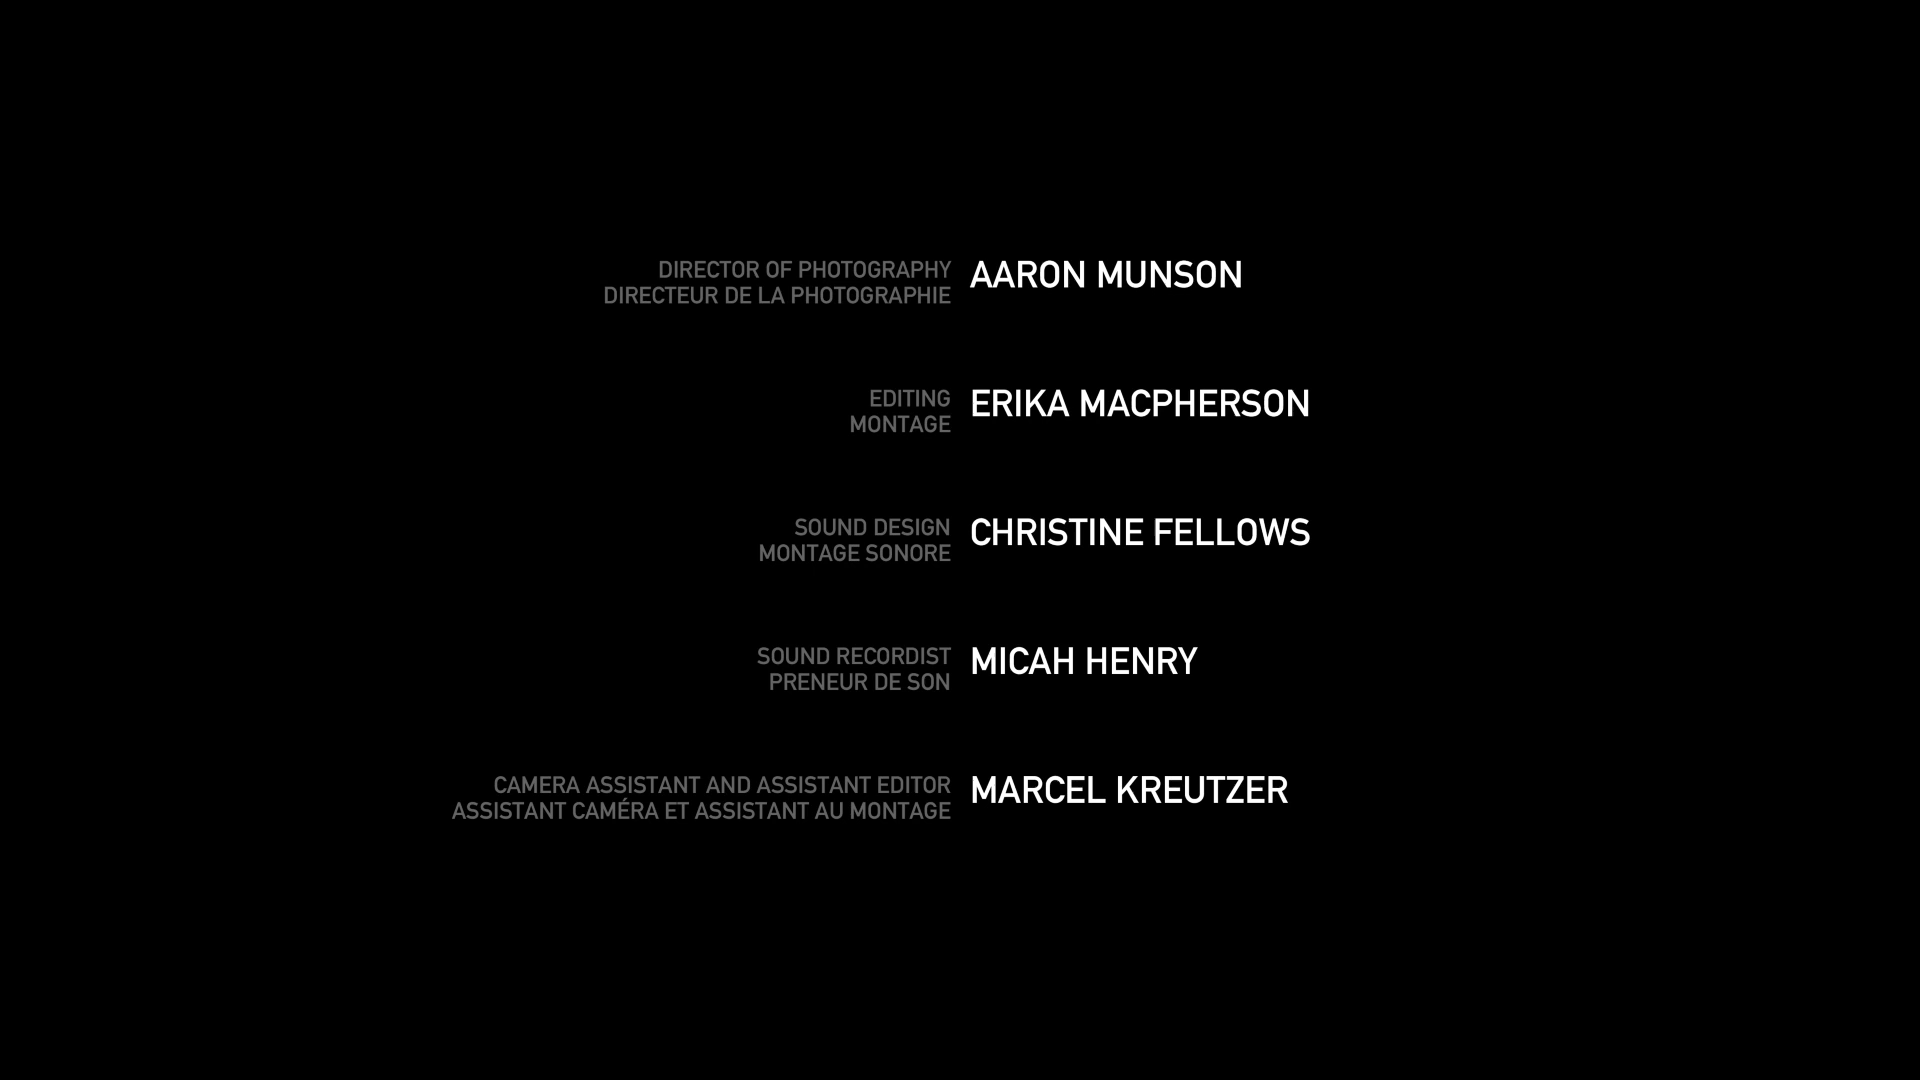 DIRECTOR OF PHOTOGRAPHY AARON MUNSON
DIRECTEUR DE LA PHOTOGRAPHIE
EDITING ERIKA MACPHERSON
MONTAGE
SOUND DESIGN CHRISTINE FELLOWS
MONTAGE SONORE
SOUND RECORDIST MICAH HENRY
PRENEUR DE SON
CAMERA ASSISTANT AND ASSISTANT EDITOR MARCEL KREUTZER
ASSISTANT CAMÉRA ET ASSISTANT AU MONTAGE